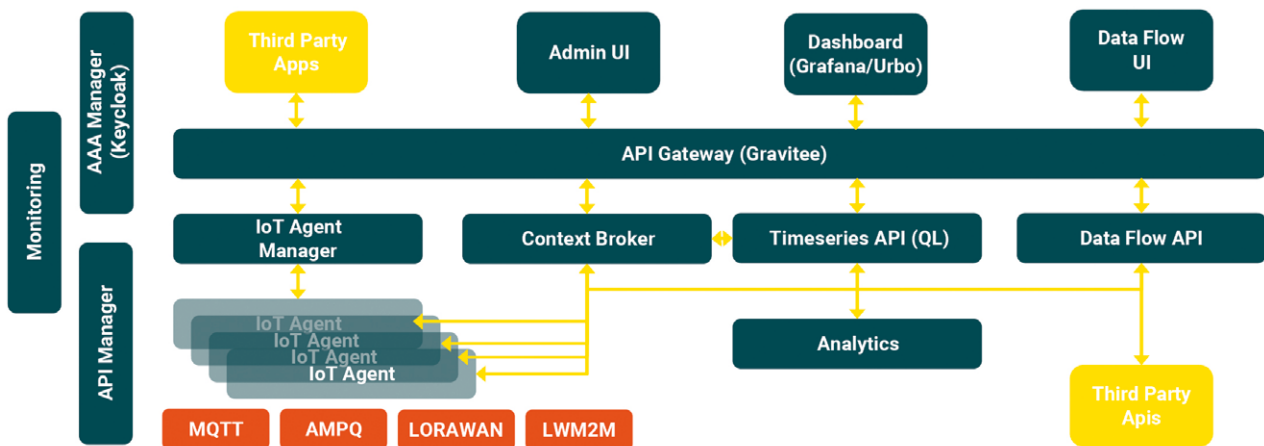 Monitoring
AAA Manager
(Keycloak)
API Manager
Third Party
Apps
Admin UI
Dashboard
(Grafana/Urbo)
Data Flow
UI
API Gateway (Gravitee)
IoT Agent
Manager
Context Broker
Timeseries API (QL)
Data Flow API
IoT Agent
IoT Agent
IoT Agent
IoT Agent
Analytics
Third Party
Apis
MQTT
AMPQ
LORAWAN
LWM2M